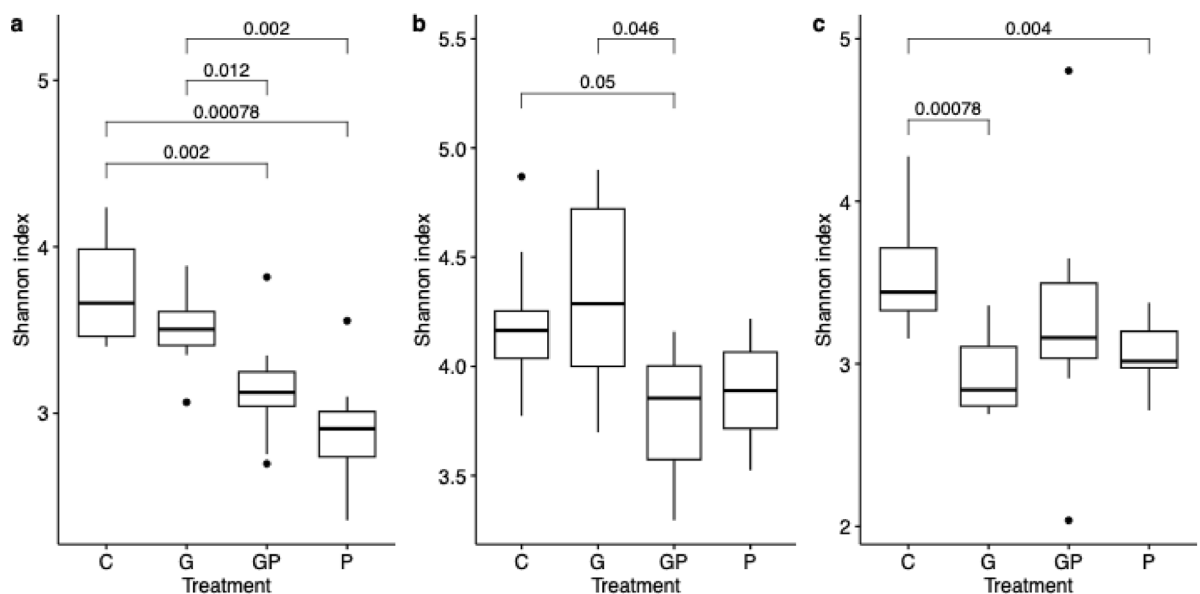 a
0.002
0.012
0.00078
0.002
5
4
3
Shannon index
C G GP P
Treatment
b
0.046
0.05
5.5
5.0
4.5
4.0
3.5
Shannon index
C G GP P
Treatment
c
0.004
0.00078
5
4
3
2
Shannon index
C G GP P
Treatment